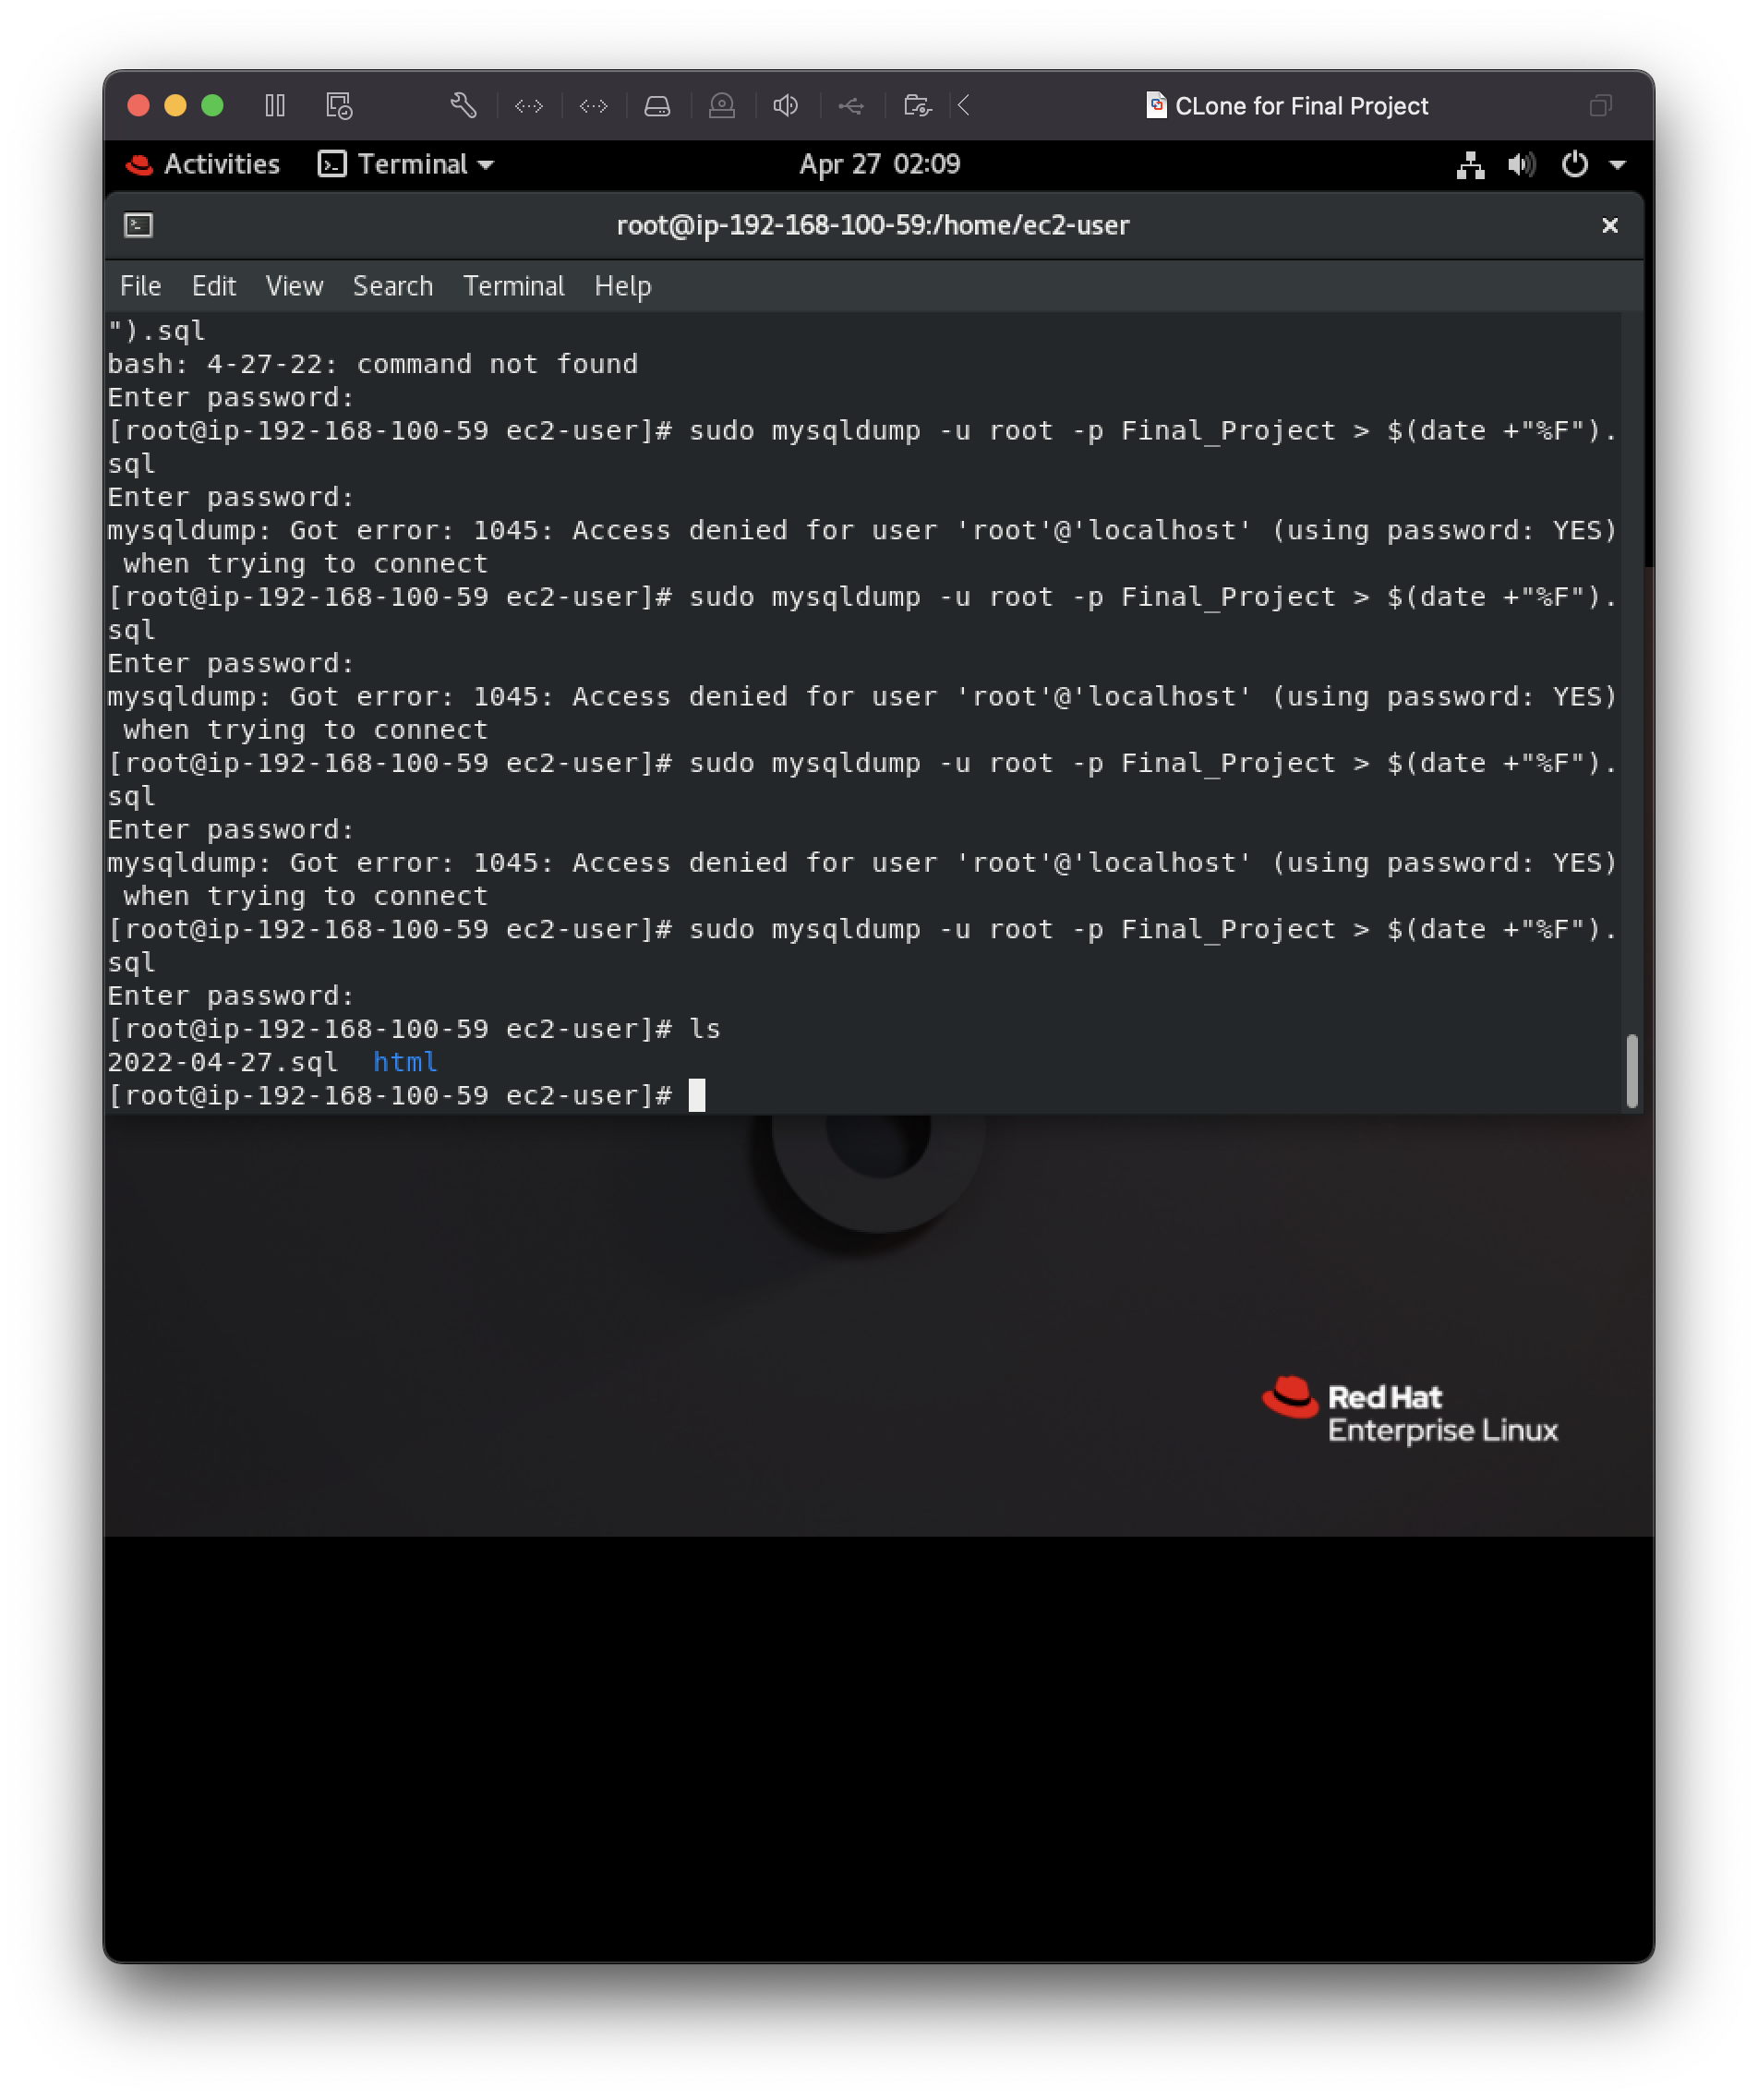 CLone for Final Project
Activities Terminal Apr 27 02:09
root@ip-192-168-100-59:/home/ec2-user
File Edit View Search Terminal Help
").sql
bash: 4-27-22: command not found
Enter password:
[root@ip-192-168-100-59 ec2-user]# sudo mysqldump -u root -p Final_Project > $(date +"%F").
sql
Enter password:
mysqldump: Got error: 1045: Access denied for user 'root'@'localhost' (using password: YES)
 when trying to connect
[root@ip-192-168-100-59 ec2-user]# sudo mysqldump -u root -p Final_Project > $(date +"%F").
sql
Enter password:
mysqldump: Got error: 1045: Access denied for user 'root'@'localhost' (using password: YES)
 when trying to connect
[root@ip-192-168-100-59 ec2-user]# sudo mysqldump -u root -p Final_Project > $(date +"%F").
sql
Enter password:
mysqldump: Got error: 1045: Access denied for user 'root'@'localhost' (using password: YES)
 when trying to connect
[root@ip-192-168-100-59 ec2-user]# sudo mysqldump -u root -p Final_Project > $(date +"%F").
sql
Enter password:
[root@ip-192-168-100-59 ec2-user]# ls
2022-04-27.sql  html
[root@ip-192-168-100-59 ec2-user]#
Red Hat
Enterprise Linux